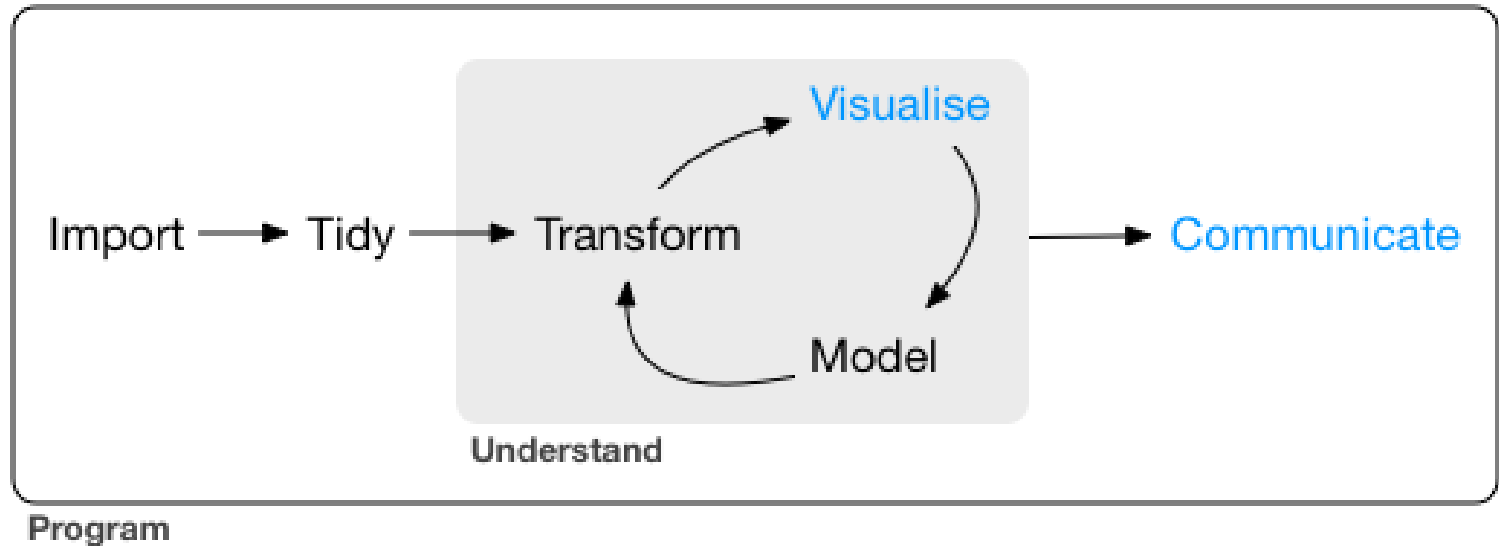 Visualise
Import Tidy Transform Communicate
Model
Understand
Program